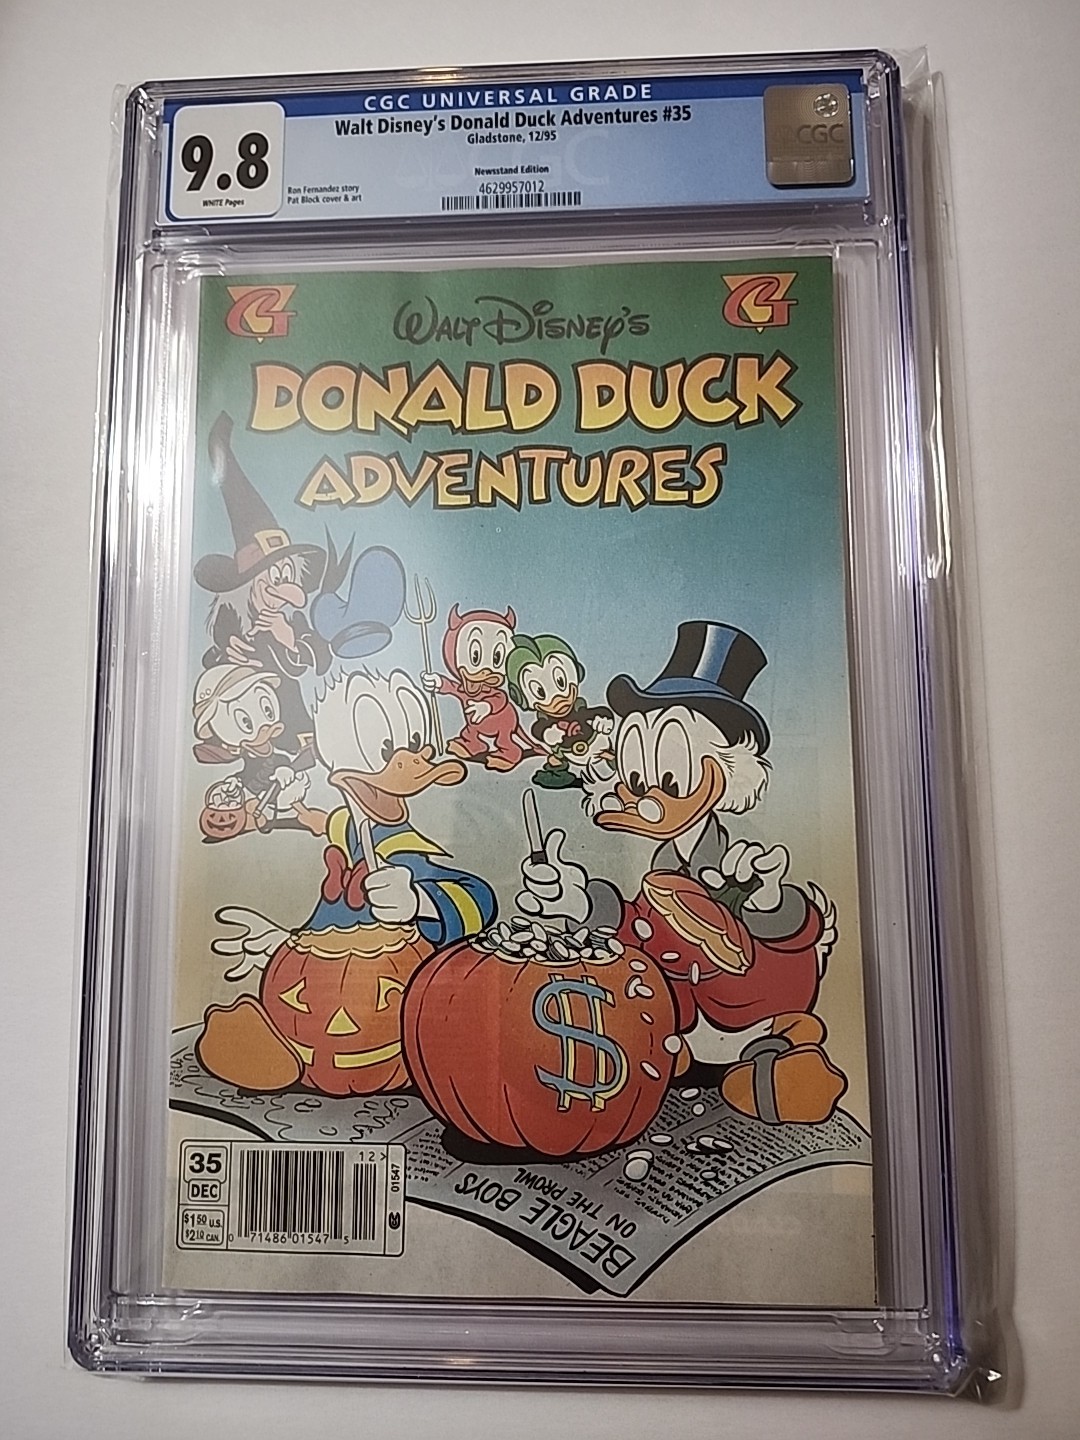 CGC UNIVERSAL GRADE
9.8
WHITE Pages
Walt Disney's Donald Duck Adventures #35
Gladstone, 12/95
Newsstand Edition
4629957012
Ron Fernandez story
Pat Block cover & art
CGC
G
G
WALT DISNEY'S
DONALD DUCK
ADVENTURES
$
35
DEC
$1.50 U.S.
$2.10 CAN.
12>
0 71486 01547 5
01547
BEAGLE BOYS
ON THE PROWL